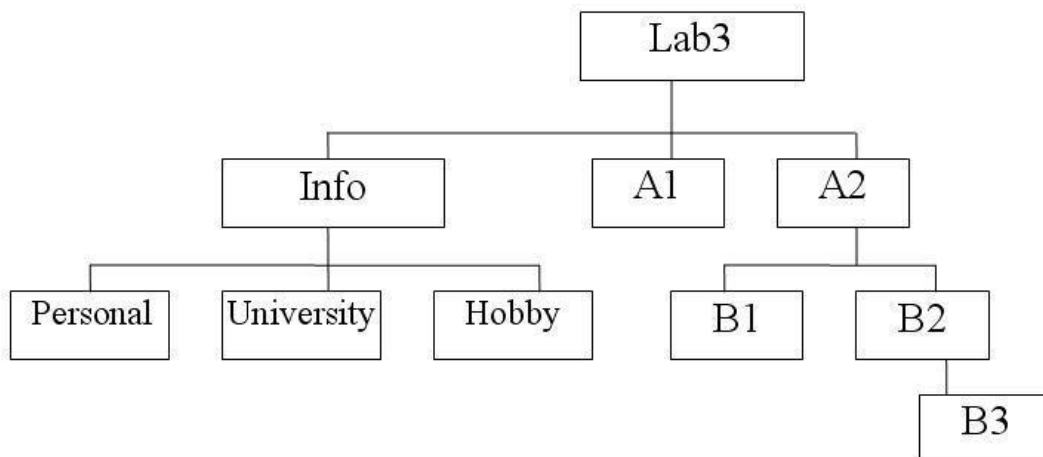 Lab3
Info
A1
A2
Personal
University
Hobby
B1
B2
B3